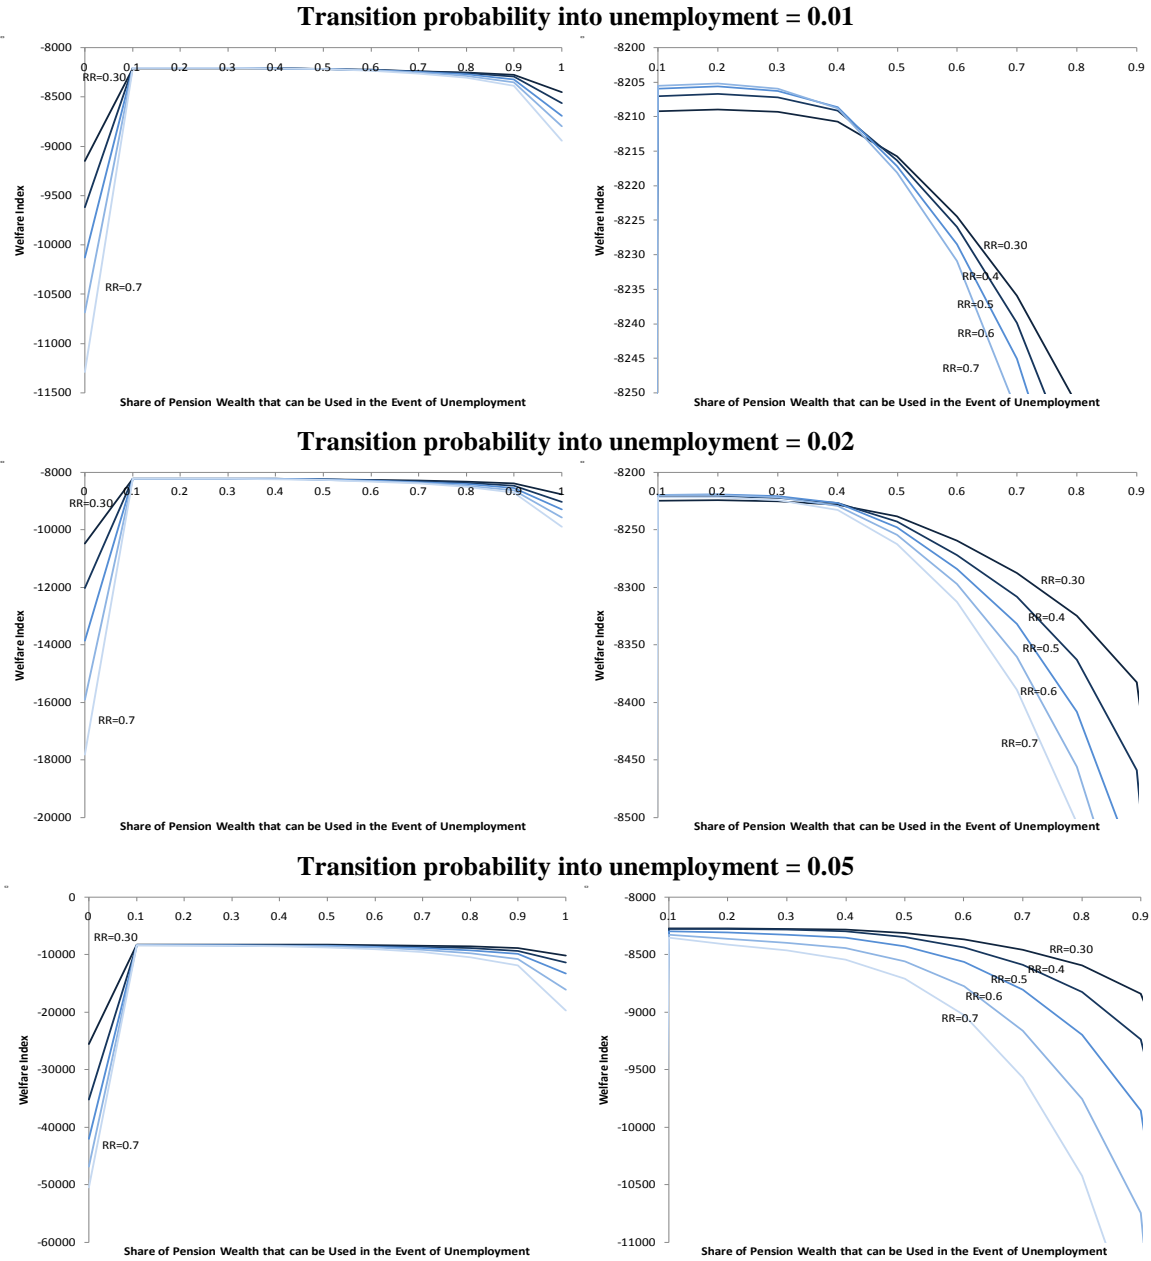 Transition probability into unemployment = 0.01
-8000
-8500
-9000
-9500
-10000
-10500
-11000
-11500
0 0.1 0.2 0.3 0.4 0.5 0.6 0.7 0.8 0.9 1
RR=0.30
RR=0.7
Welfare Index
Share of Pension Wealth that can be Used in the Event of Unemployment
-8200
-8205
-8210
-8215
-8220
-8225
-8230
-8235
-8240
-8245
-8250
0.1 0.2 0.3 0.4 0.5 0.6 0.7 0.8 0.9
RR=0.30
RR=0.4
RR=0.5
RR=0.6
RR=0.7
Welfare Index
Share of Pension Wealth that can be Used in the Event of Unemployment
Transition probability into unemployment = 0.02
-8000
-10000
-12000
-14000
-16000
-18000
-20000
0 0.1 0.2 0.3 0.4 0.5 0.6 0.7 0.8 0.9 1
RR=0.30
RR=0.7
Welfare Index
Share of Pension Wealth that can be Used in the Event of Unemployment
-8200
-8250
-8300
-8350
-8400
-8450
-8500
0.1 0.2 0.3 0.4 0.5 0.6 0.7 0.8 0.9
RR=0.30
RR=0.4
RR=0.5
RR=0.6
RR=0.7
Welfare Index
Share of Pension Wealth that can be Used in the Event of Unemployment
Transition probability into unemployment = 0.05
0
-10000
-20000
-30000
-40000
-50000
-60000
0 0.1 0.2 0.3 0.4 0.5 0.6 0.7 0.8 0.9 1
RR=0.30
RR=0.7
Welfare Index
Share of Pension Wealth that can be Used in the Event of Unemployment
-8000
-8500
-9000
-9500
-10000
-10500
-11000
0.1 0.2 0.3 0.4 0.5 0.6 0.7 0.8 0.9
RR=0.30
RR=0.4
RR=0.5
RR=0.6
RR=0.7
Welfare Index
Share of Pension Wealth that can be Used in the Event of Unemployment